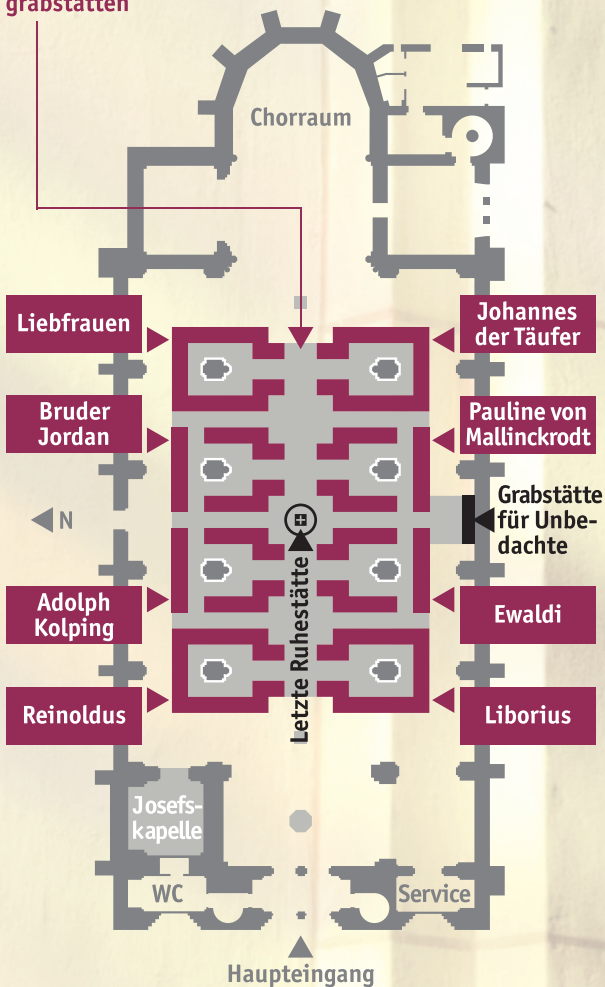 grabstätten
Chorraum
Liebfrauen
Johannes
der Täufer
Bruder
Jordan
Pauline von
Mallinckrodt
N
Grabstätte
für Unbe-
dachte
Letzte Ruhestätte
Adolph
Kolping
Ewaldi
Reinoldus
Liborius
Josefs-
kapelle
WC
Service
Haupteingang